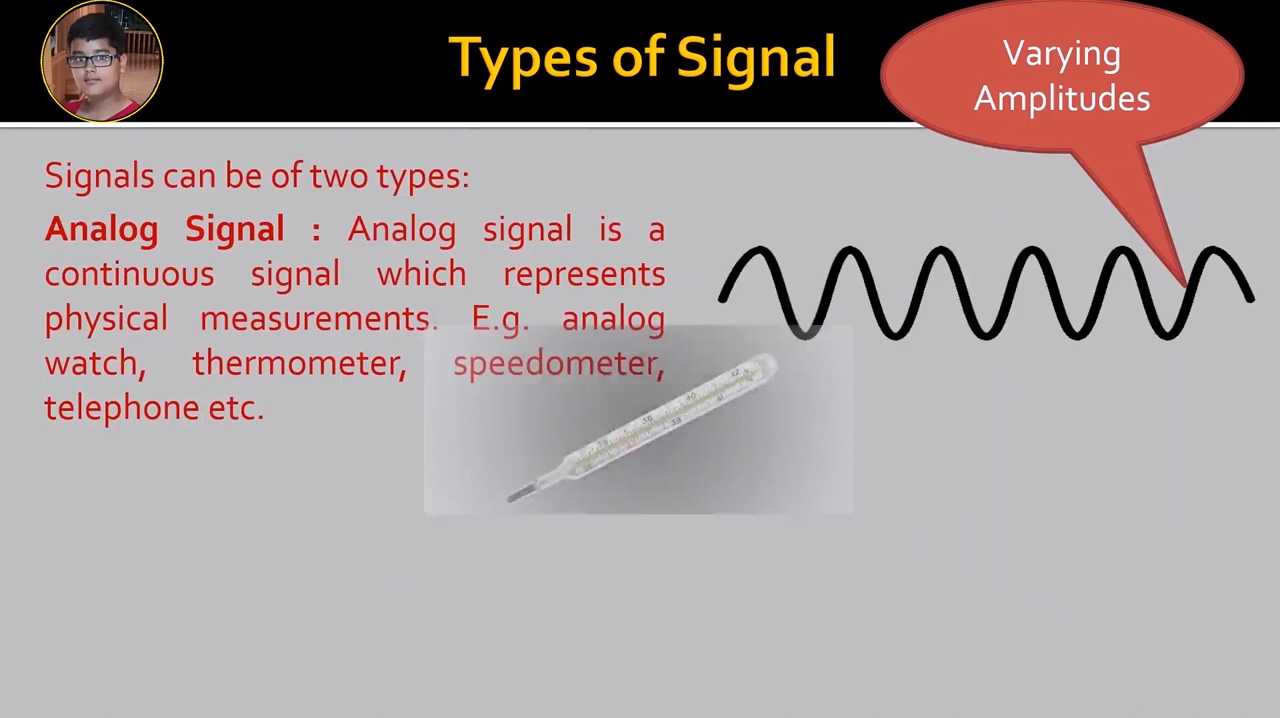 Types of Signal
Varying
Amplitudes
Signals can be of two types:
Analog Signal : Analog signal is a
continuous signal which represents
physical measurements. E.g. analog
watch, thermometer, speedometer,
telephone etc.